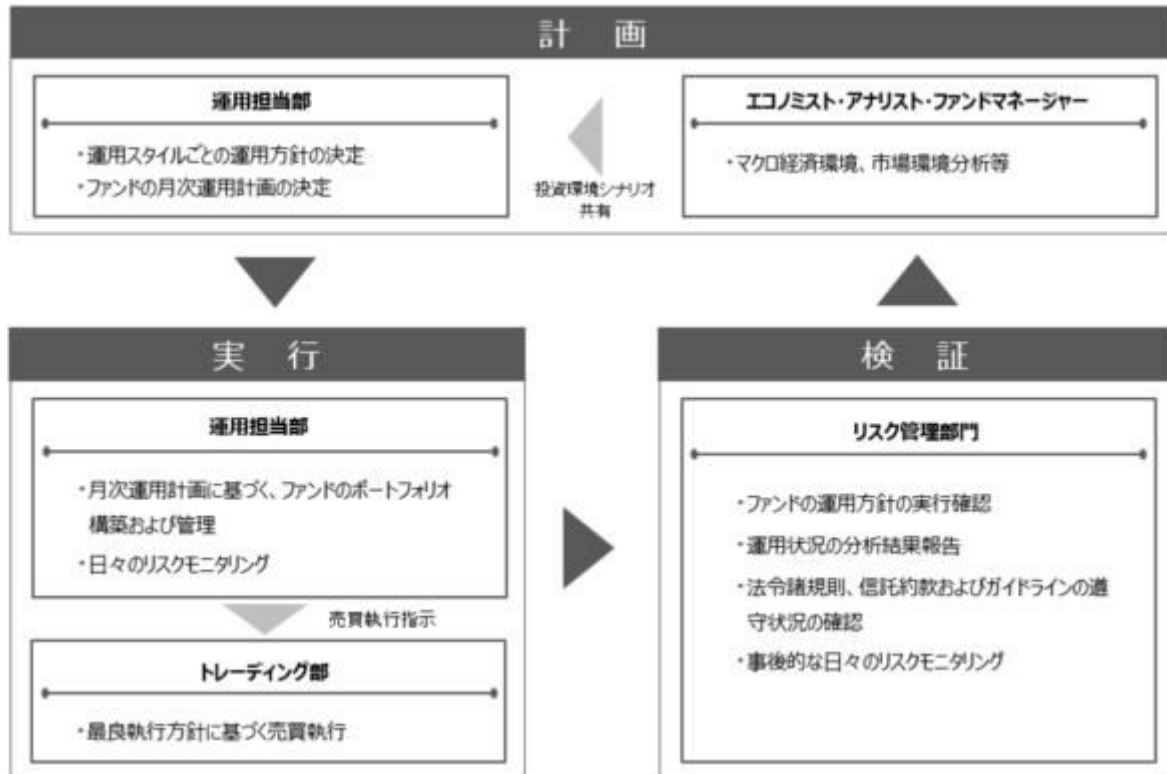 計　画
運用担当部
・運用スタイルごとの運用方針の決定
・ファンドの月次運用計画の決定
投資環境シナリオ
共有
エコノミスト・アナリスト・ファンドマネージャー
・マクロ経済環境、市場環境分析等
実　行
運用担当部
・月次運用計画に基づく、ファンドのポートフォリオ
構築および管理
・日々のリスクモニタリング
売買執行指示
トレーディング部
・最良執行方針に基づく売買執行
検　証
リスク管理部門
・ファンドの運用方針の実行確認
・運用状況の分析結果報告
・法令諸規則、信託約款およびガイドラインの遵
守状況の確認
・事後的な日々のリスクモニタリング